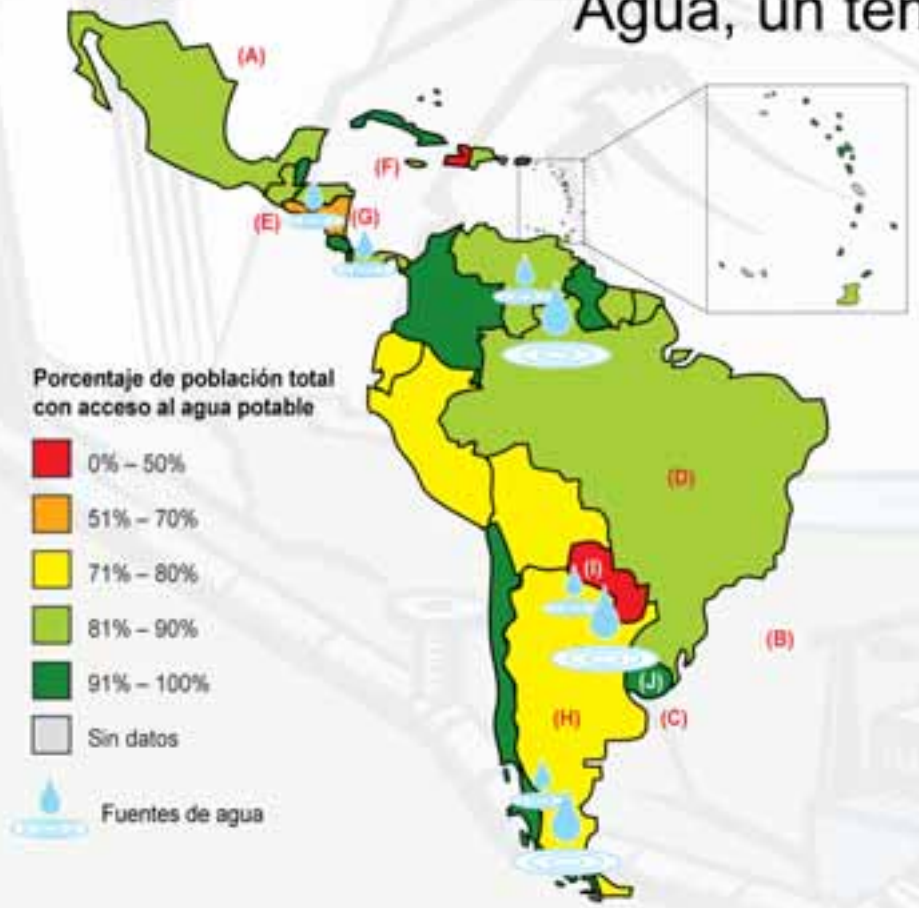 Agua, un
(A)
(F)
(E)
(G)
Porcentaje de población total
con acceso al agua potable
0% – 50%
51% – 70%
71% – 80%
81% – 90%
91% – 100%
Sin datos
Fuentes de agua
(D)
(I)
(B)
(J)
(H)
(C)